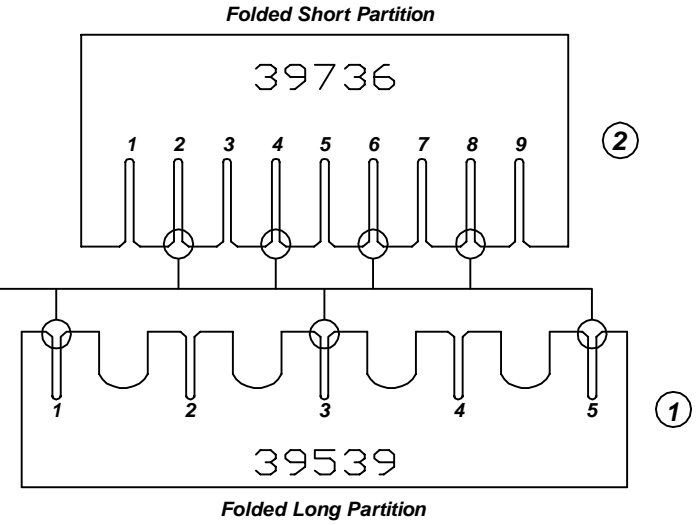 Folded Short Partition
39736
1 2 3 4 5 6 7 8 9
2
1 2 3 4 5
1
39539
Folded Long Partition